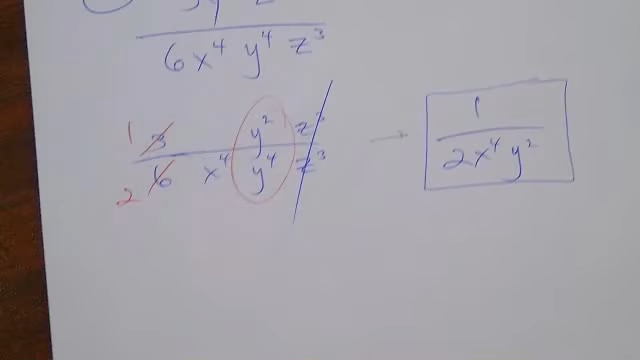 6x⁴ y⁴ z³
1 3 y² z³
2 6 x⁴ y⁴ z³
→
1
2x⁴ y²